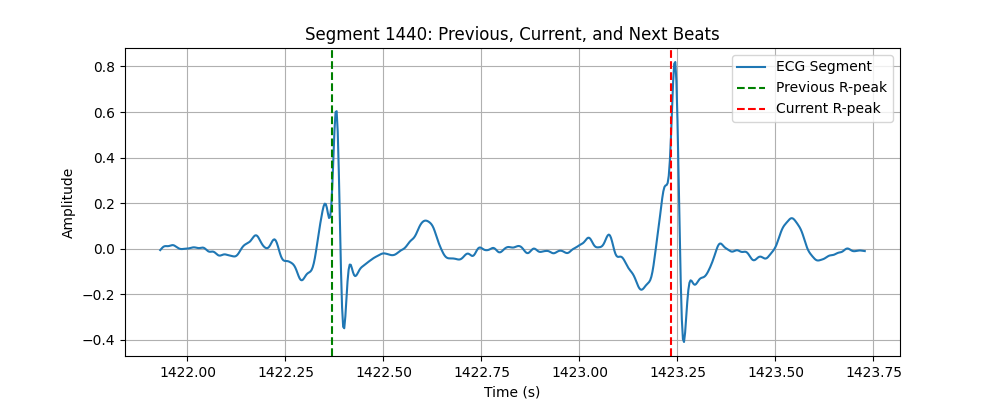 Segment 1440: Previous, Current, and Next Beats
ECG Segment
Previous R-peak
Current R-peak
Amplitude
0.8
0.6
0.4
0.2
0.0
−0.2
−0.4
1422.00 1422.25 1422.50 1422.75 1423.00 1423.25 1423.50 1423.75
Time (s)